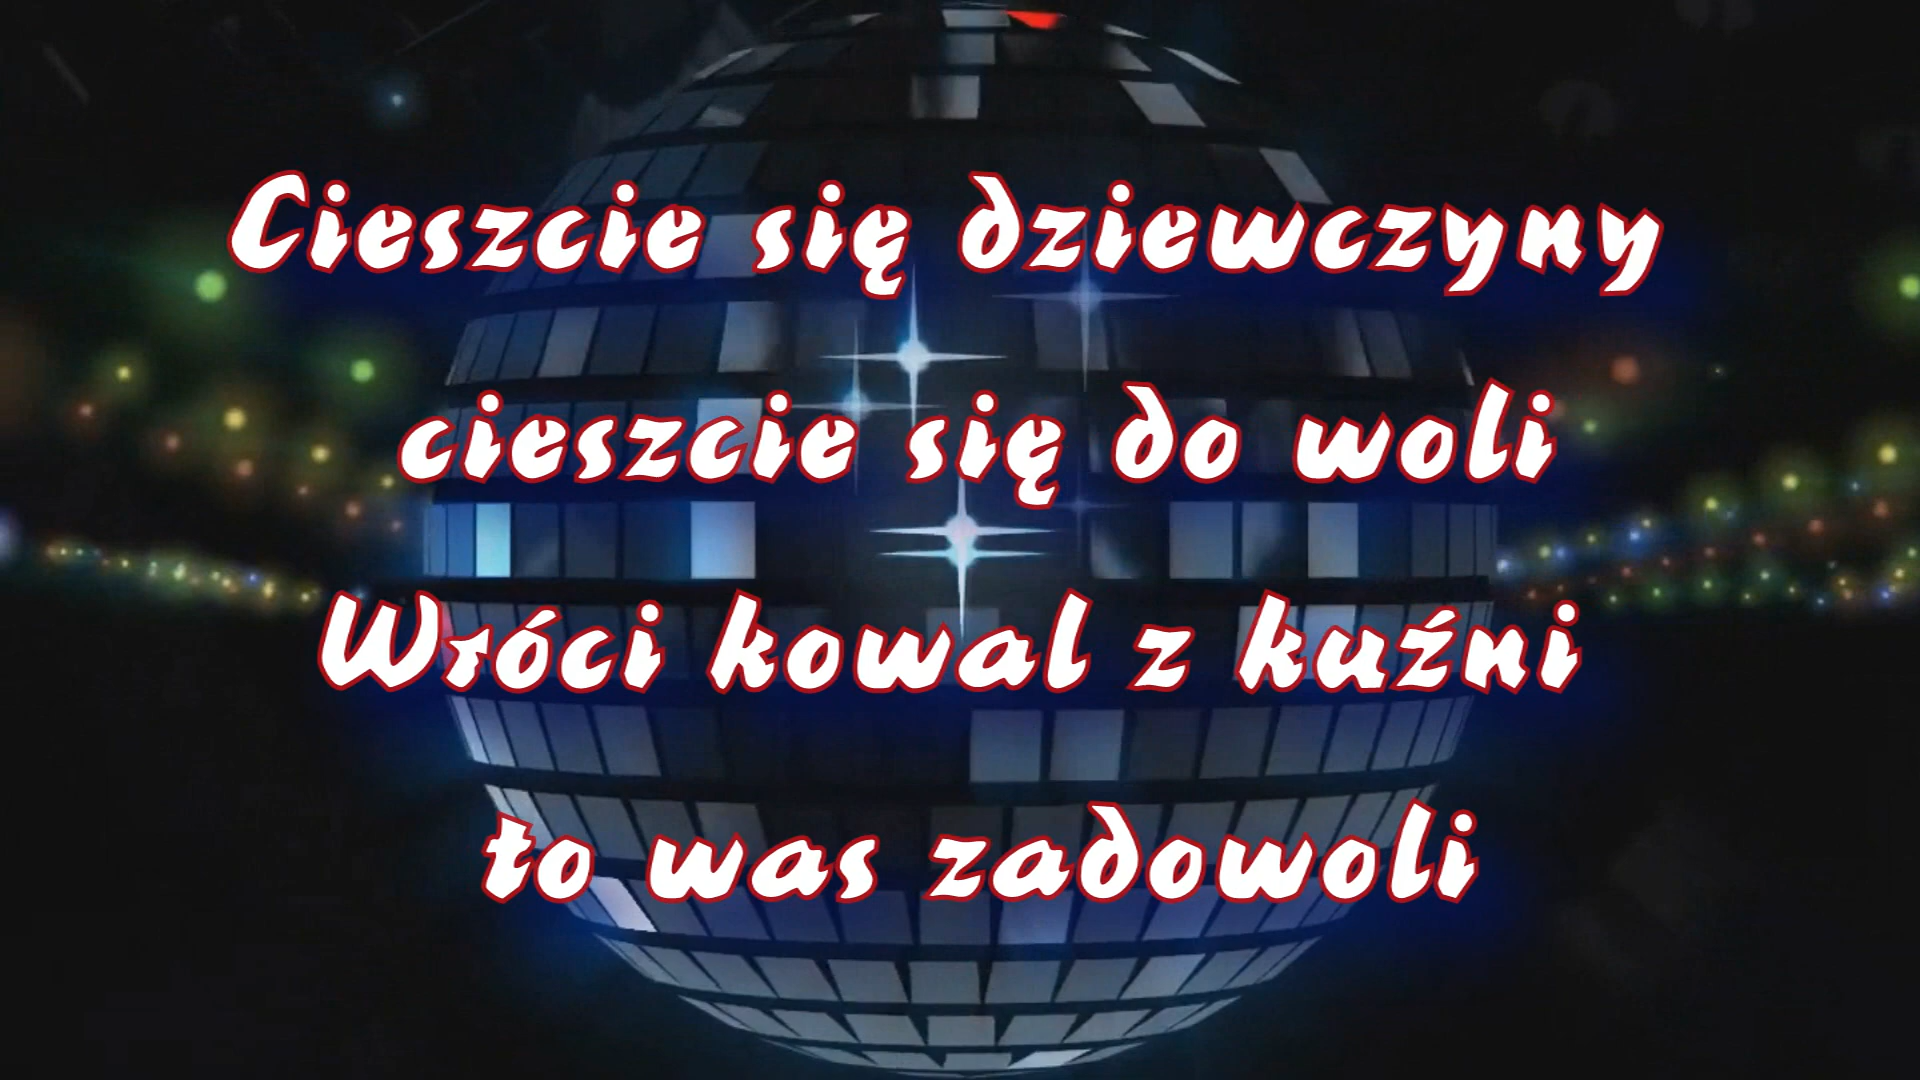 Cieszcie się dziewczyny
cieszcie się do woli
Wróci kowal z kuźni
to was zadowoli